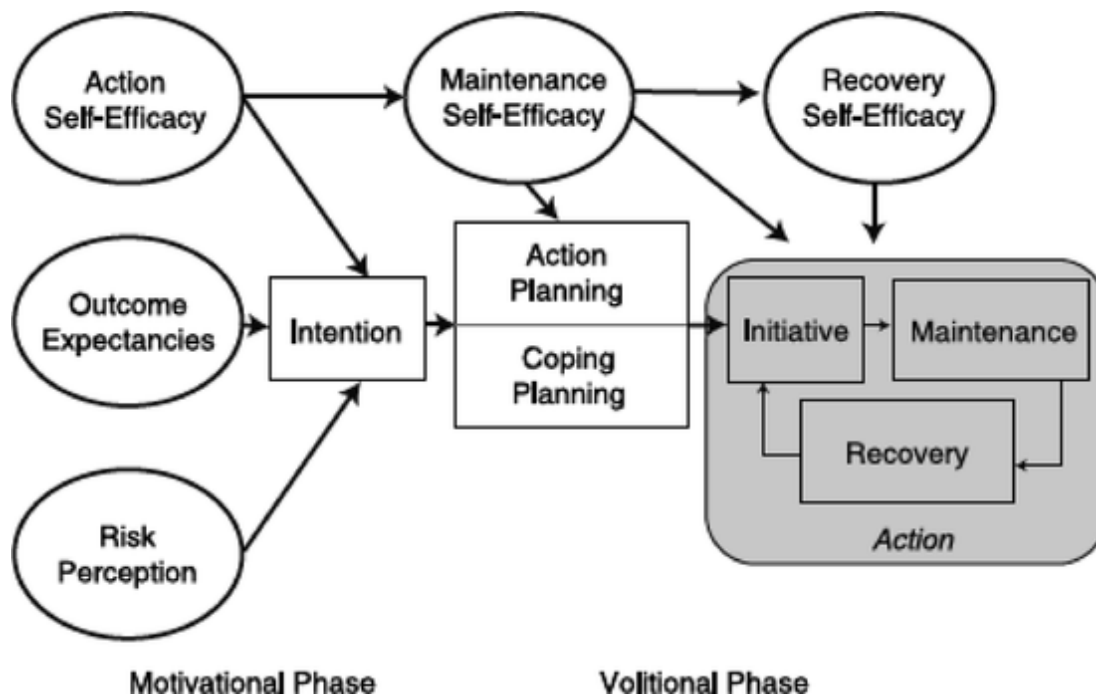 Action
Self-Efficacy
Maintenance
Self-Efficacy
Recovery
Self-Efficacy
Outcome
Expectancies
Intention
Action
Planning
Coping
Planning
Initiative
Maintenance
Recovery
Action
Risk
Perception
Motivational Phase
Volitional Phase